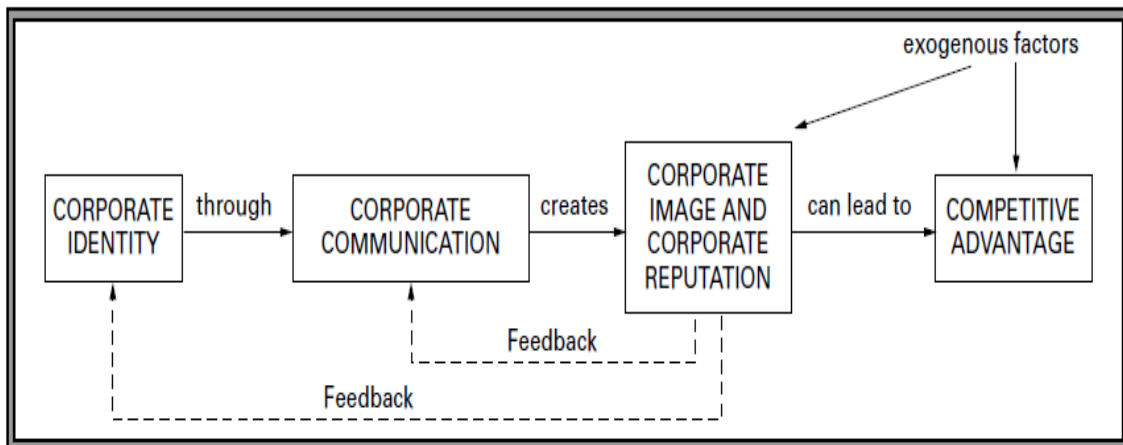 exogenous factors
CORPORATE
IDENTITY
through
CORPORATE
COMMUNICATION
creates
CORPORATE
IMAGE AND
CORPORATE
REPUTATION
can lead to
COMPETITIVE
ADVANTAGE
Feedback
Feedback